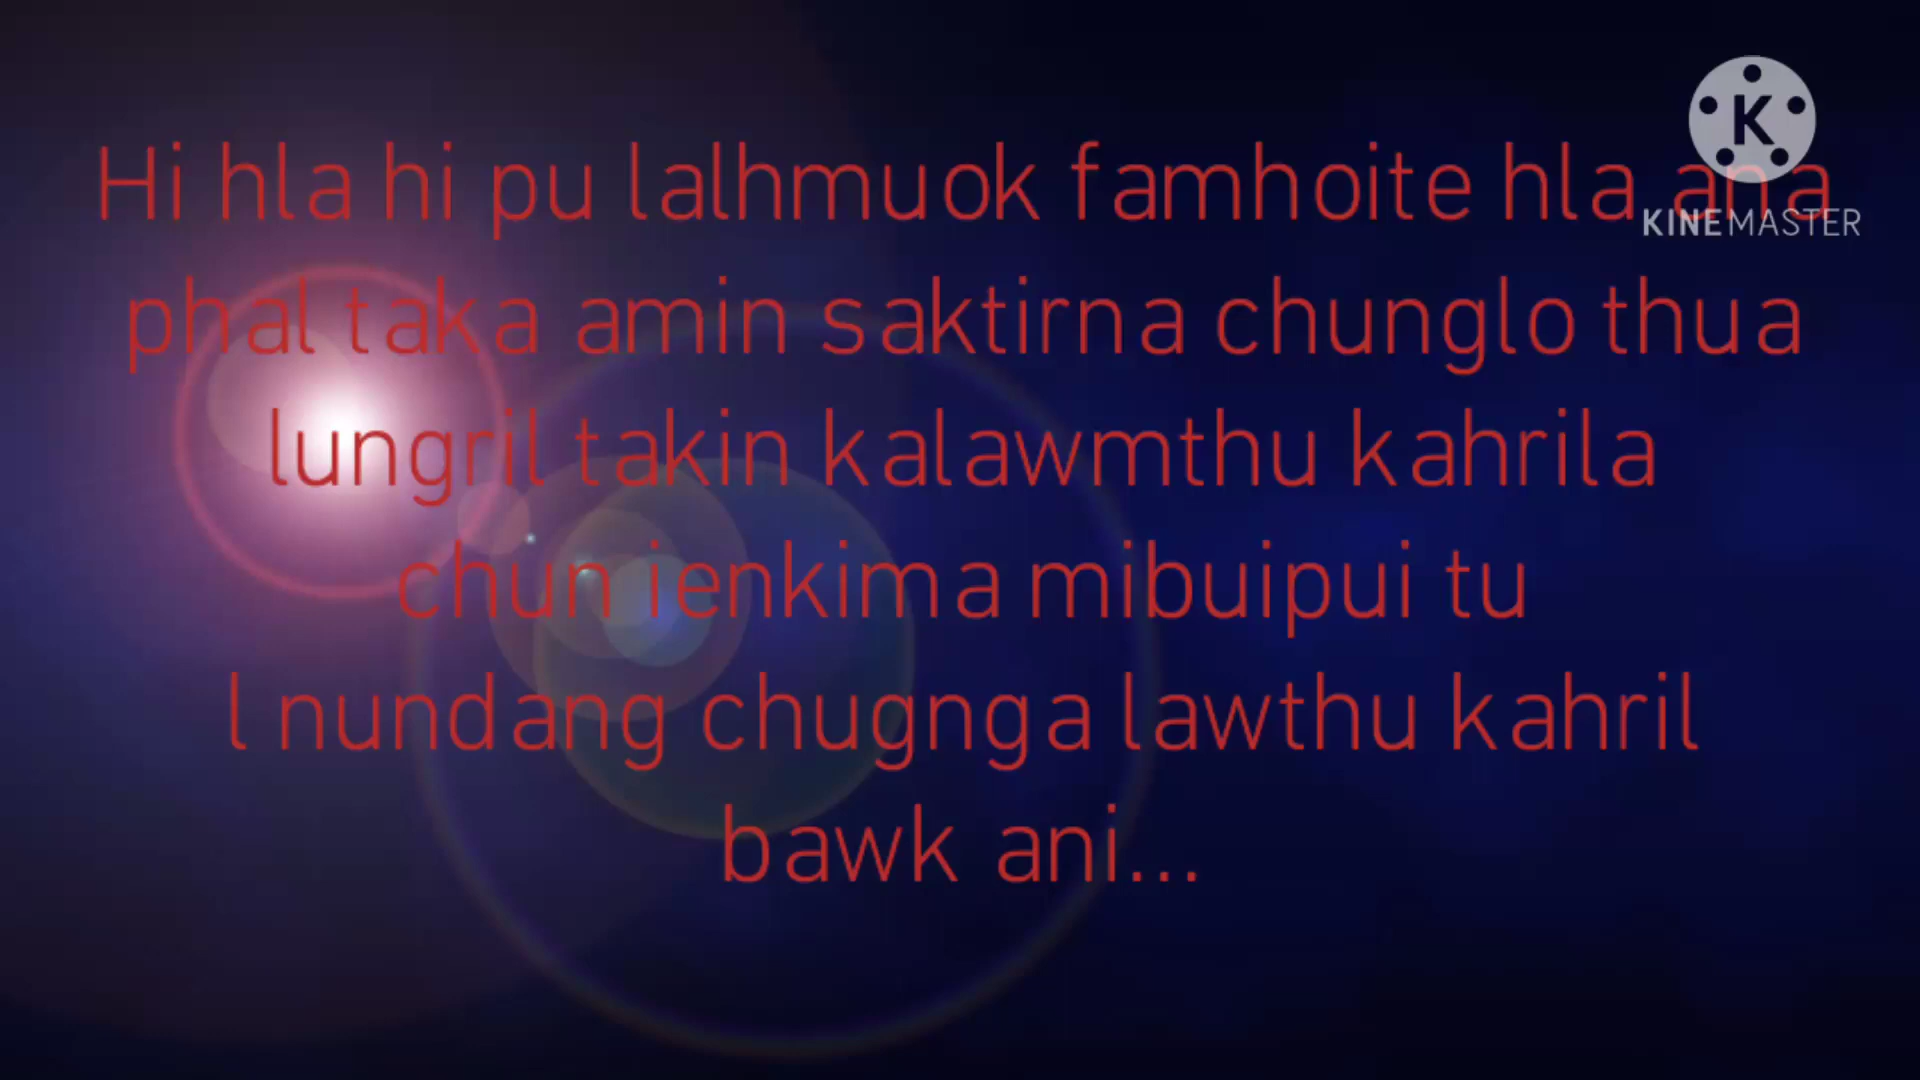 Hi hla hi pu lalhmuok famhoite hla ana
phal taka amin saktirna chunglo thua
lungril takin kalawmthu kahrila
chun ienkima mibuipui tu
l nundang chugnga lawthu kahril
bawk ani...
K
KINEMASTER